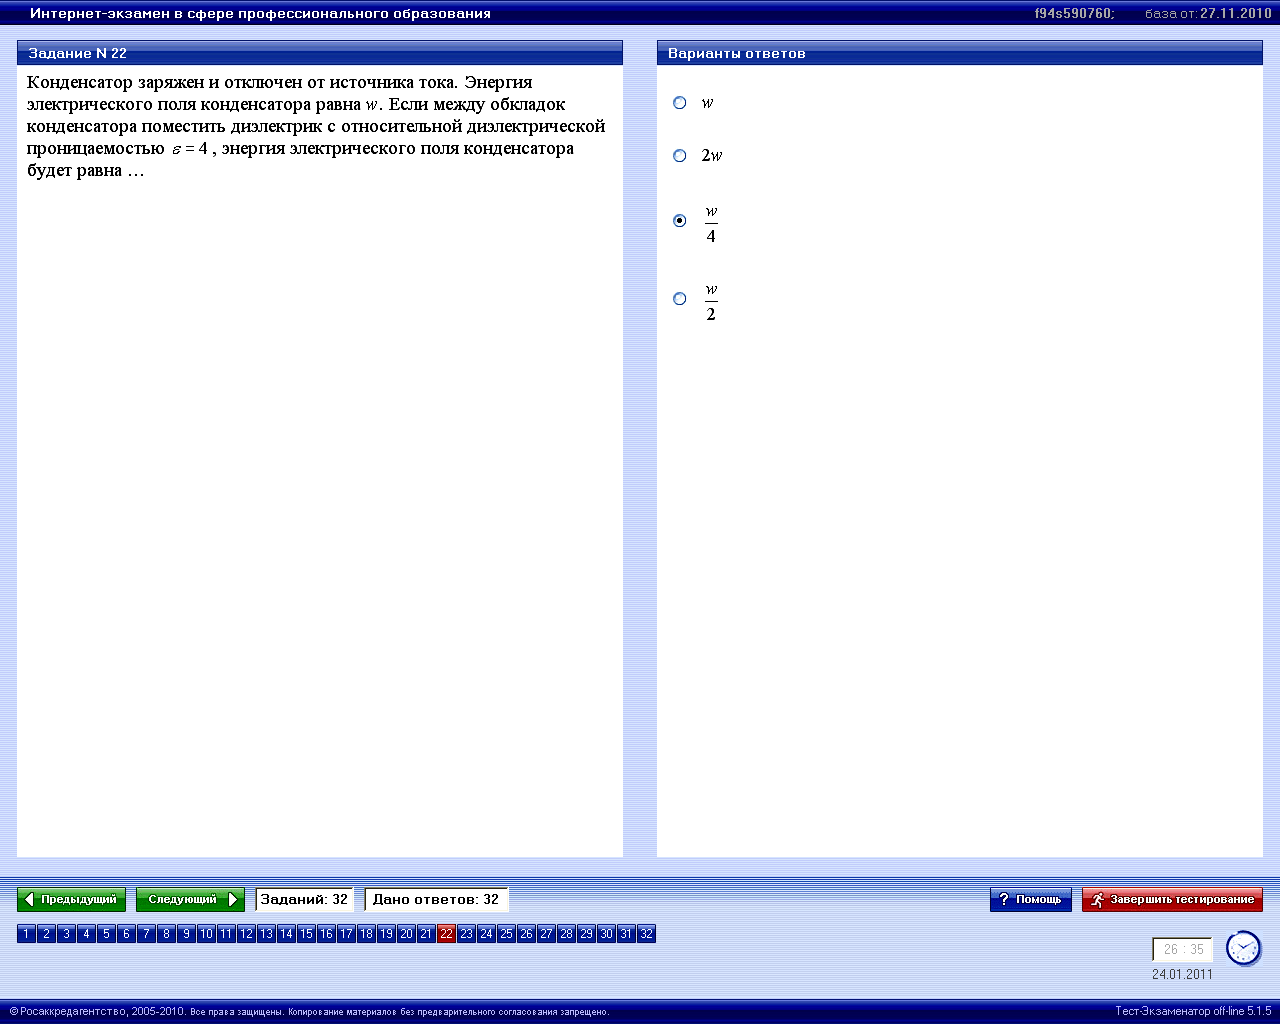 Интернет-экзамен в сфере профессионального образования
f94s590760; база от: 27.11.2010
Задание N 22
Конденсатор заряжен и отключен от источника тока. Энергия
электрического поля конденсатора равна w. Если между обкладок
конденсатора поместить диэлектрик с относительной диэлектрической
проницаемостью ε = 4 , энергия электрического поля конденсатора
будет равна …
Варианты ответов
w
2w
w
4
w
2
Предыдущий Следующий Заданий: 32 Дано ответов: 32 ? Помощь Завершить тестирование
1 2 3 4 5 6 7 8 9 10 11 12 13 14 15 16 17 18 19 20 21 22 23 24 25 26 27 28 29 30 31 32
26 : 35
24.01.2011
© Росаккредагентство, 2005-2010. Все права защищены. Копирование материалов без предварительного согласования запрещено.
Тест-Экзаменатор off-line 5.1.5